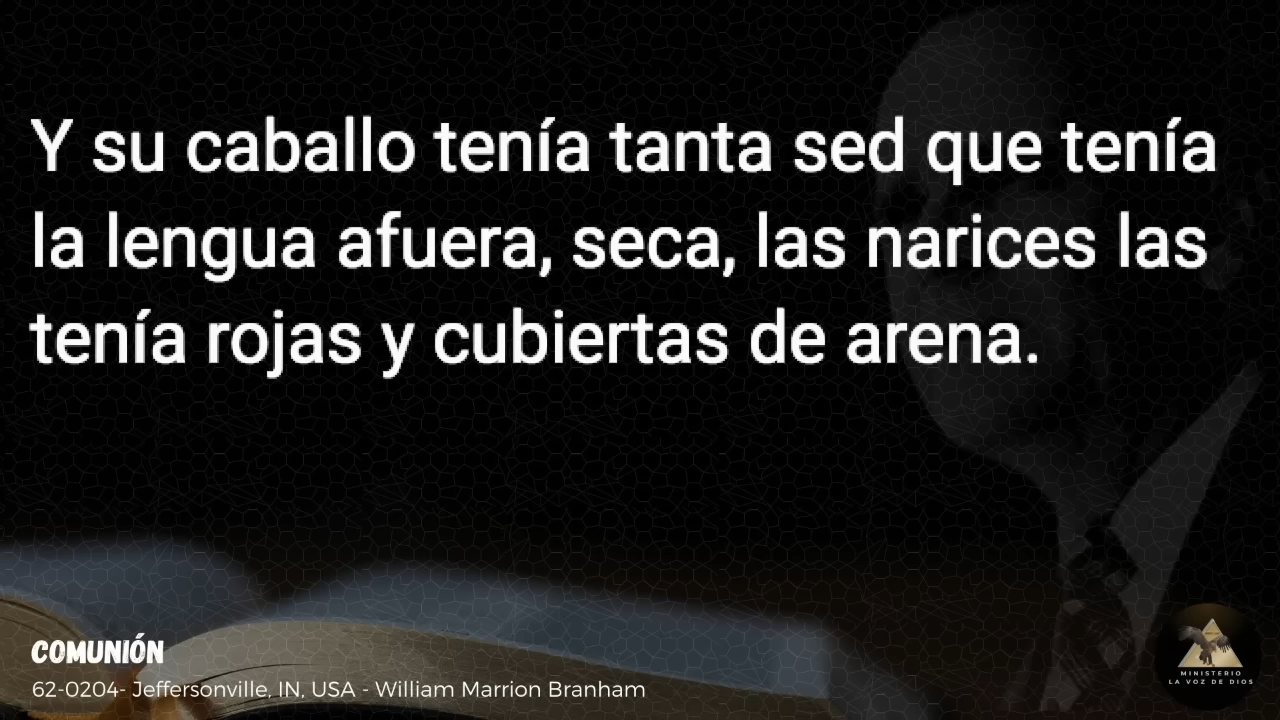 Y su caballo tenía tanta sed que tenía
la lengua afuera, seca, las narices las
tenía rojas y cubiertas de arena.
COMUNIÓN
62-0204- Jeffersonville, IN, USA - William Marrion Branham
MINISTERIO
LA VOZ DE DIOS